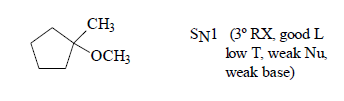 CH3
OCH3
SN1 (3° RX, good L
low T, weak Nu,
weak base)